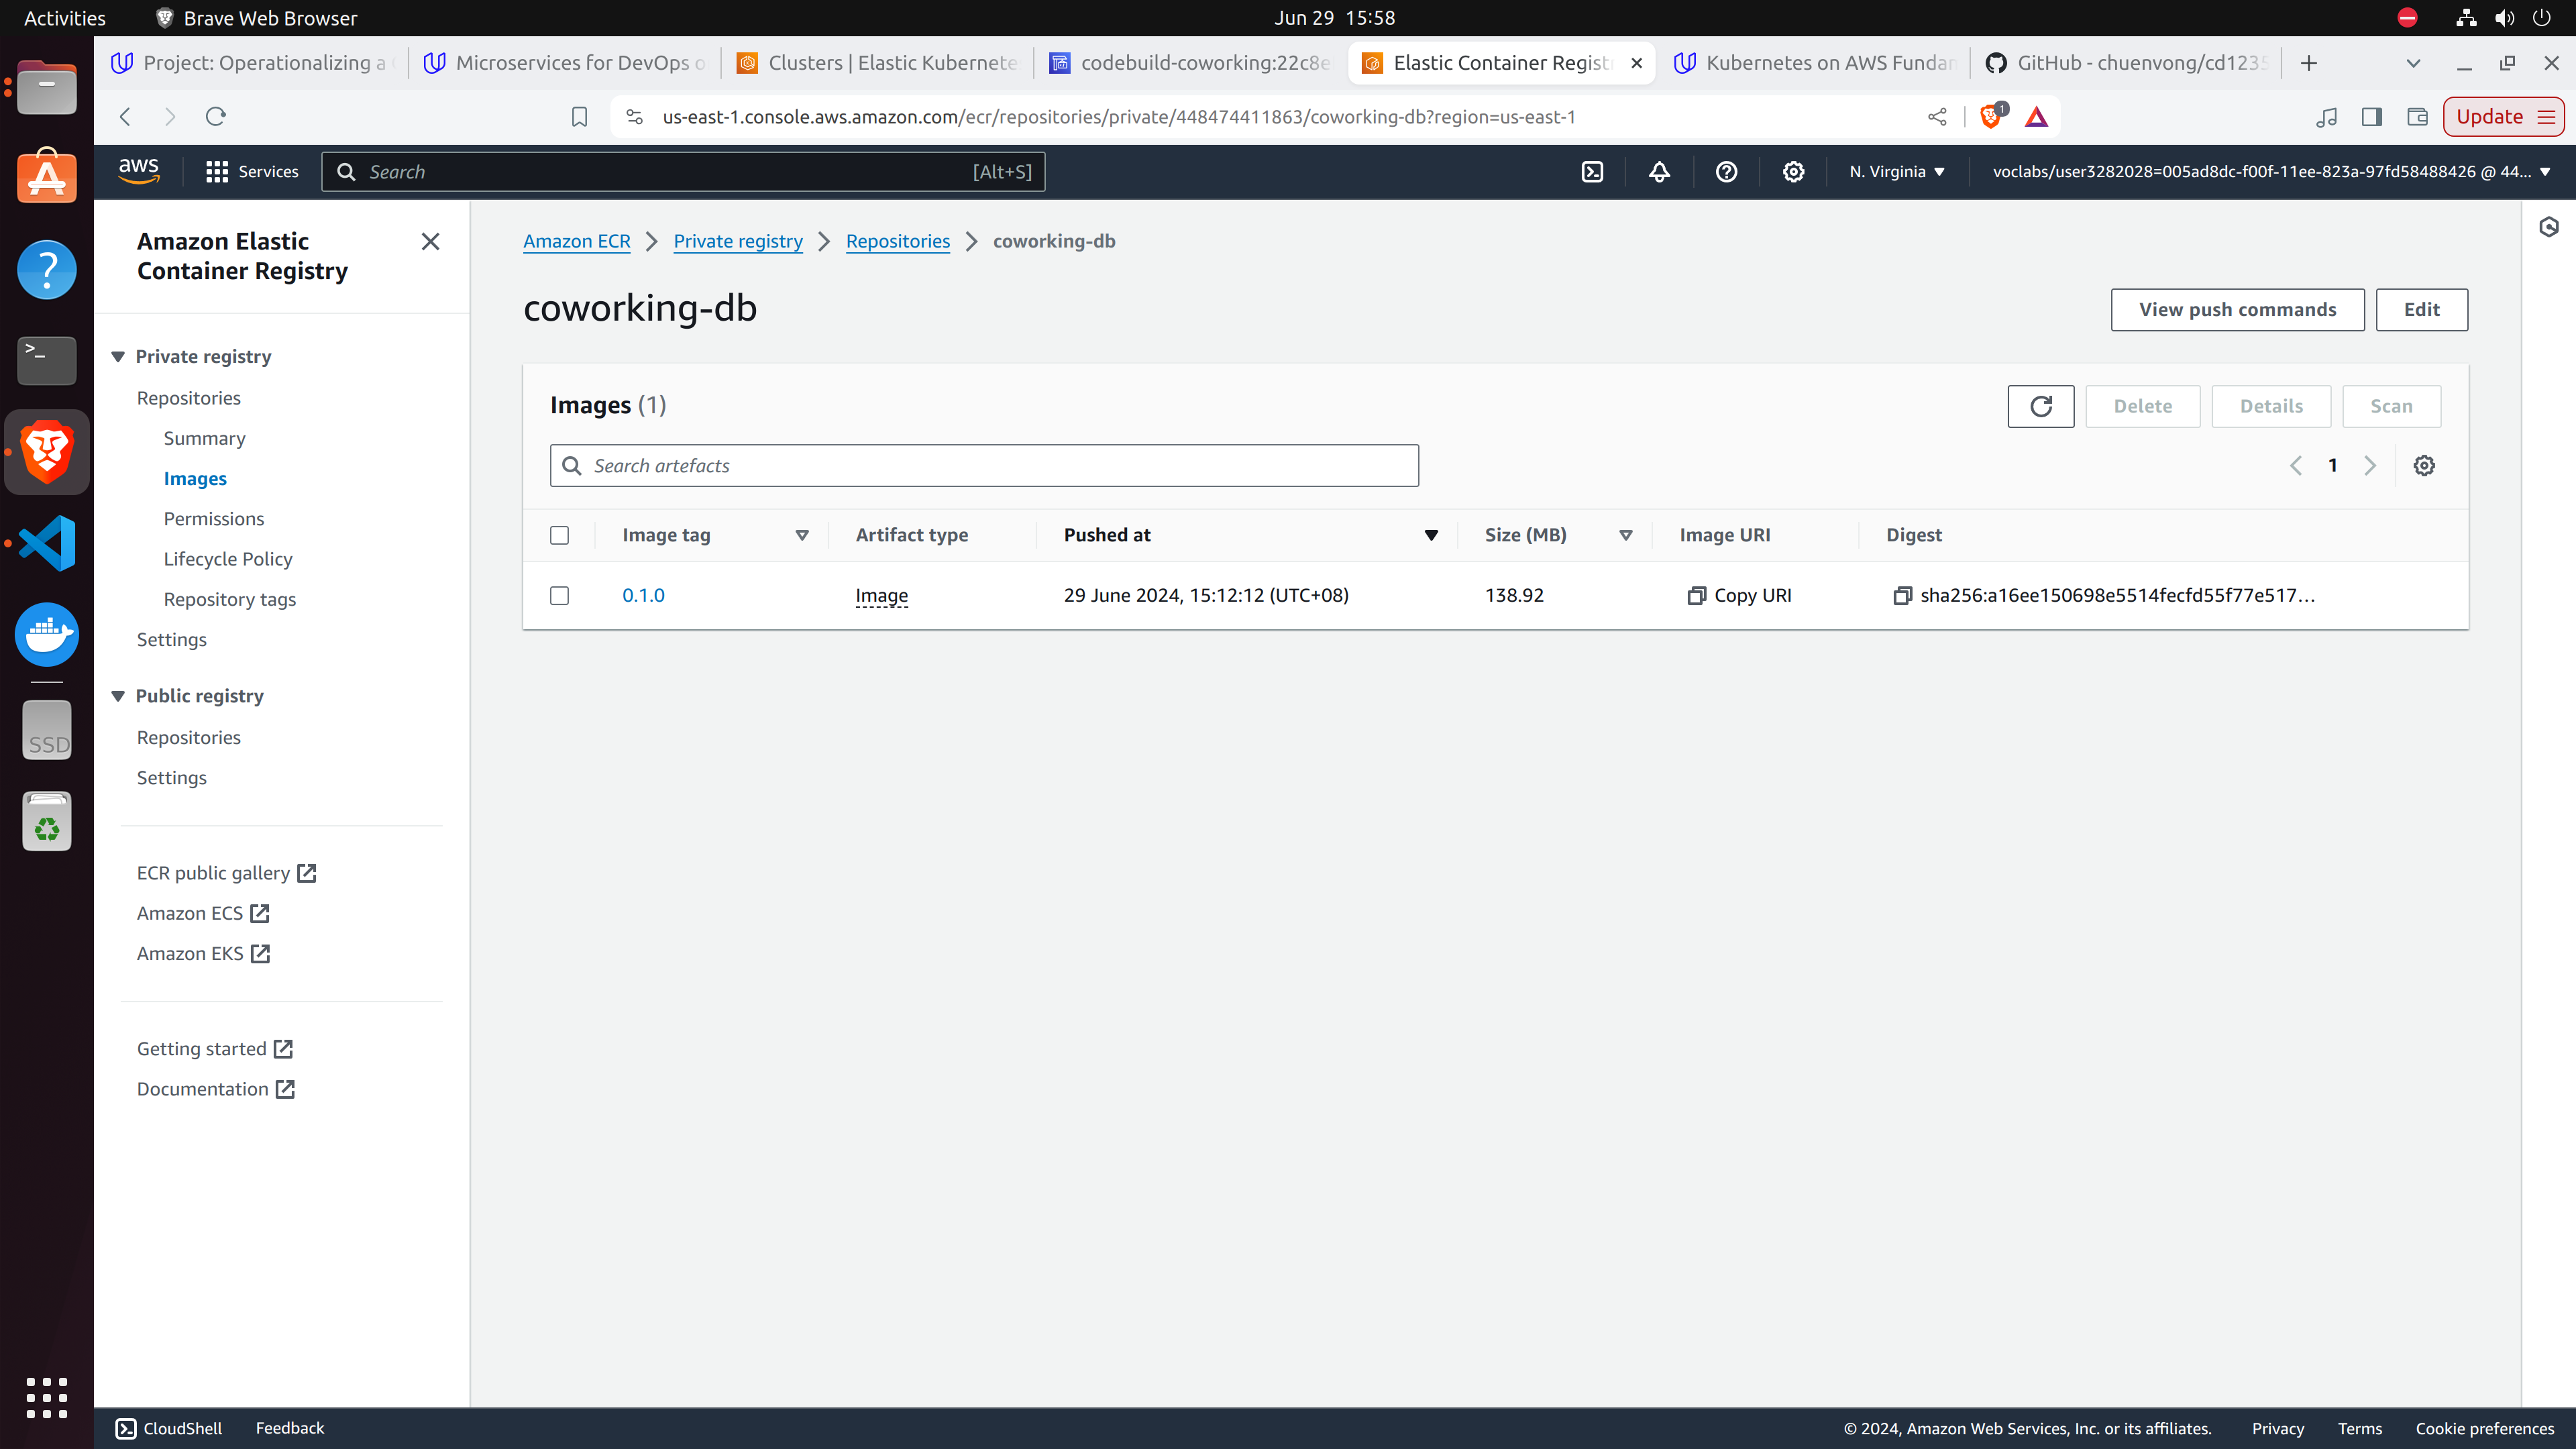 Activities Brave Web Browser Jun 29 15:58
Project: Operationalizing a Microservices for DevOps o Clusters | Elastic Kubernete codebuild-coworking:22c8e Elastic Container Regist Kubernetes on AWS Fundam GitHub - chuenvong/cd1235
us-east-1.console.aws.amazon.com/ecr/repositories/private/448474411863/coworking-db?region=us-east-1 1 Update
aws Services Search [Alt+S] N. Virginia voclabs/user3282028=005ad8dc-f00f-11ee-823a-97fd58488426 @ 44...
Amazon Elastic
Container Registry
Private registry
Repositories
Summary
Images
Permissions
Lifecycle Policy
Repository tags
Settings
Public registry
Repositories
Settings
ECR public gallery
Amazon ECS
Amazon EKS
Getting started
Documentation
Amazon ECR Private registry Repositories coworking-db
coworking-db
View push commands Edit
Images (1)
Delete Details Scan
Search artefacts
1
Image tag Artifact type Pushed at Size (MB) Image URI Digest
0.1.0 Image 29 June 2024, 15:12:12 (UTC+08) 138.92 Copy URI sha256:a16ee150698e5514fecfd55f77e517...
SSD
CloudShell Feedback © 2024, Amazon Web Services, Inc. or its affiliates. Privacy Terms Cookie preferences